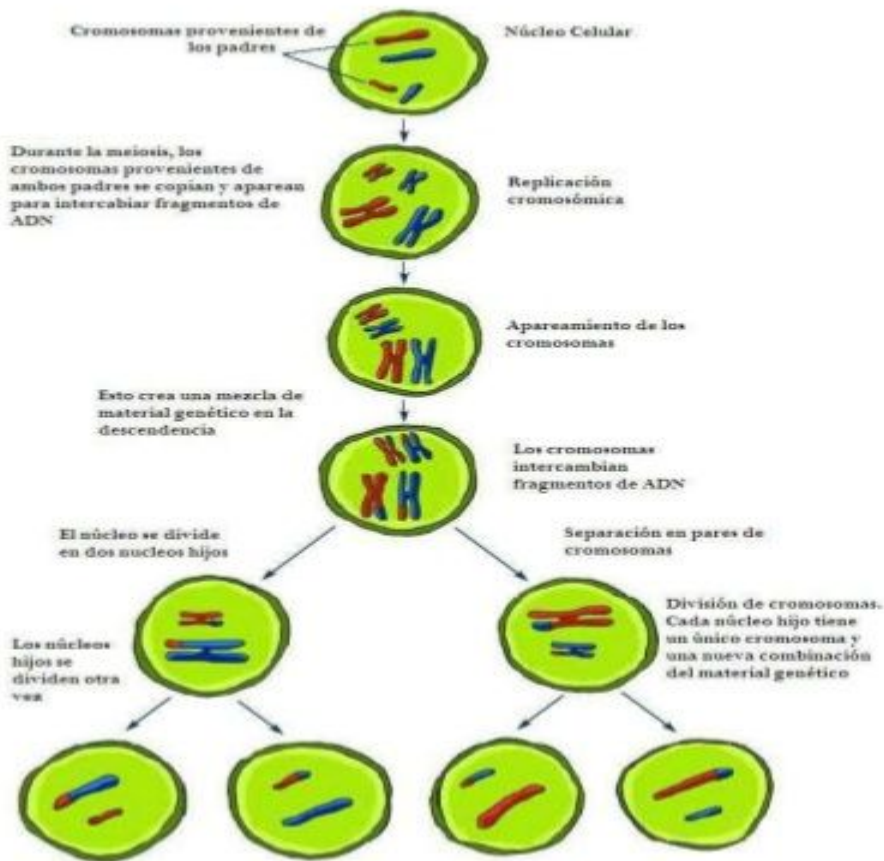 Cromosomas provenientes de
los padres
Núcleo Celular
Durante la meiosis, los
cromosomas provenientes de
ambos padres se copian y aparean
para intercabiar fragmentos de
ADN
Replicación
cromosómica
Apareamiento de los
cromosomas
Esto crea una mezcla de
material genético en la
descendencia
Los cromosomas
intercambian
fragmentos de ADN
El núcleo se divide
en dos nucleos hijos
Separación en pares de
cromosomas
Los núcleos
hijos se
dividen otra
vez
División de cromosomas.
Cada núcleo hijo tiene
un único cromosoma y
una nueva combinación
del material genético